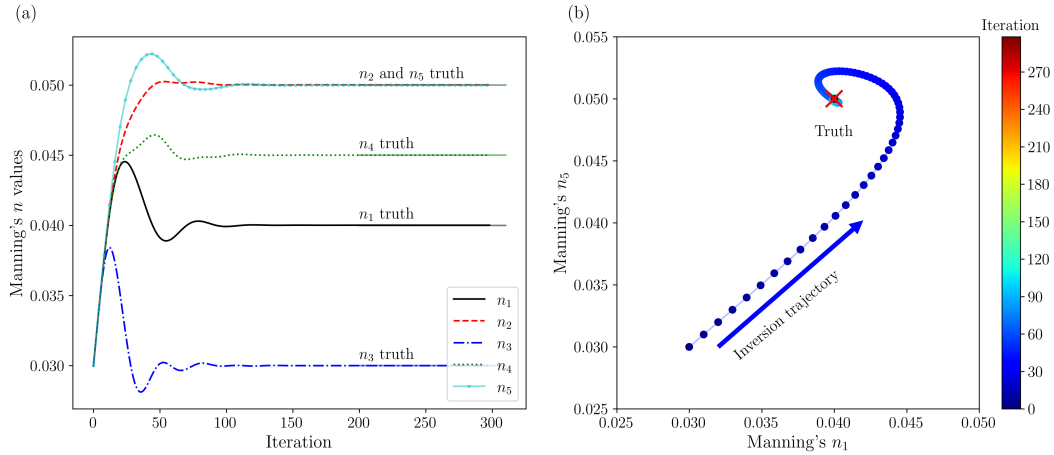 (a)
Manning's n values
0.050
0.045
0.040
0.035
0.030
n₂ and n₅ truth
n₄ truth
n₁ truth
n₃ truth
n₁
n₂
n₃
n₄
n₅
0
50
100
150
200
250
300
Iteration
(b)
Manning's n₅
0.055
0.050
0.045
0.040
0.035
0.030
0.025
Truth
Inversion trajectory
0.025
0.030
0.035
0.040
0.045
0.050
Manning's n₁
Iteration
270
240
210
180
150
120
90
60
30
0